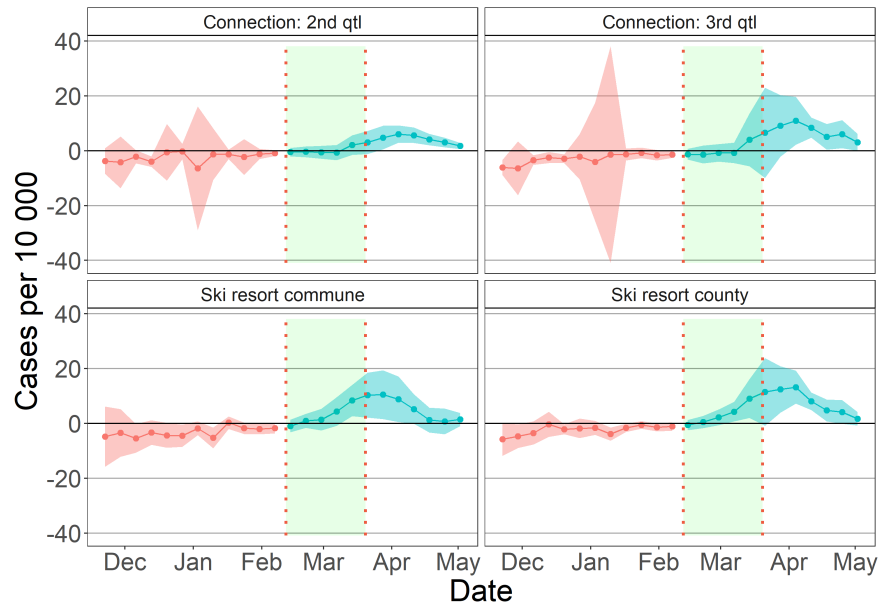 Connection: 2nd qtl
Connection: 3rd qtl
40
20
0
-20
-40
Ski resort commune
Ski resort county
40
20
0
-20
-40
Cases per 10 000
Dec Jan Feb Mar Apr May
Dec Jan Feb Mar Apr May
Date